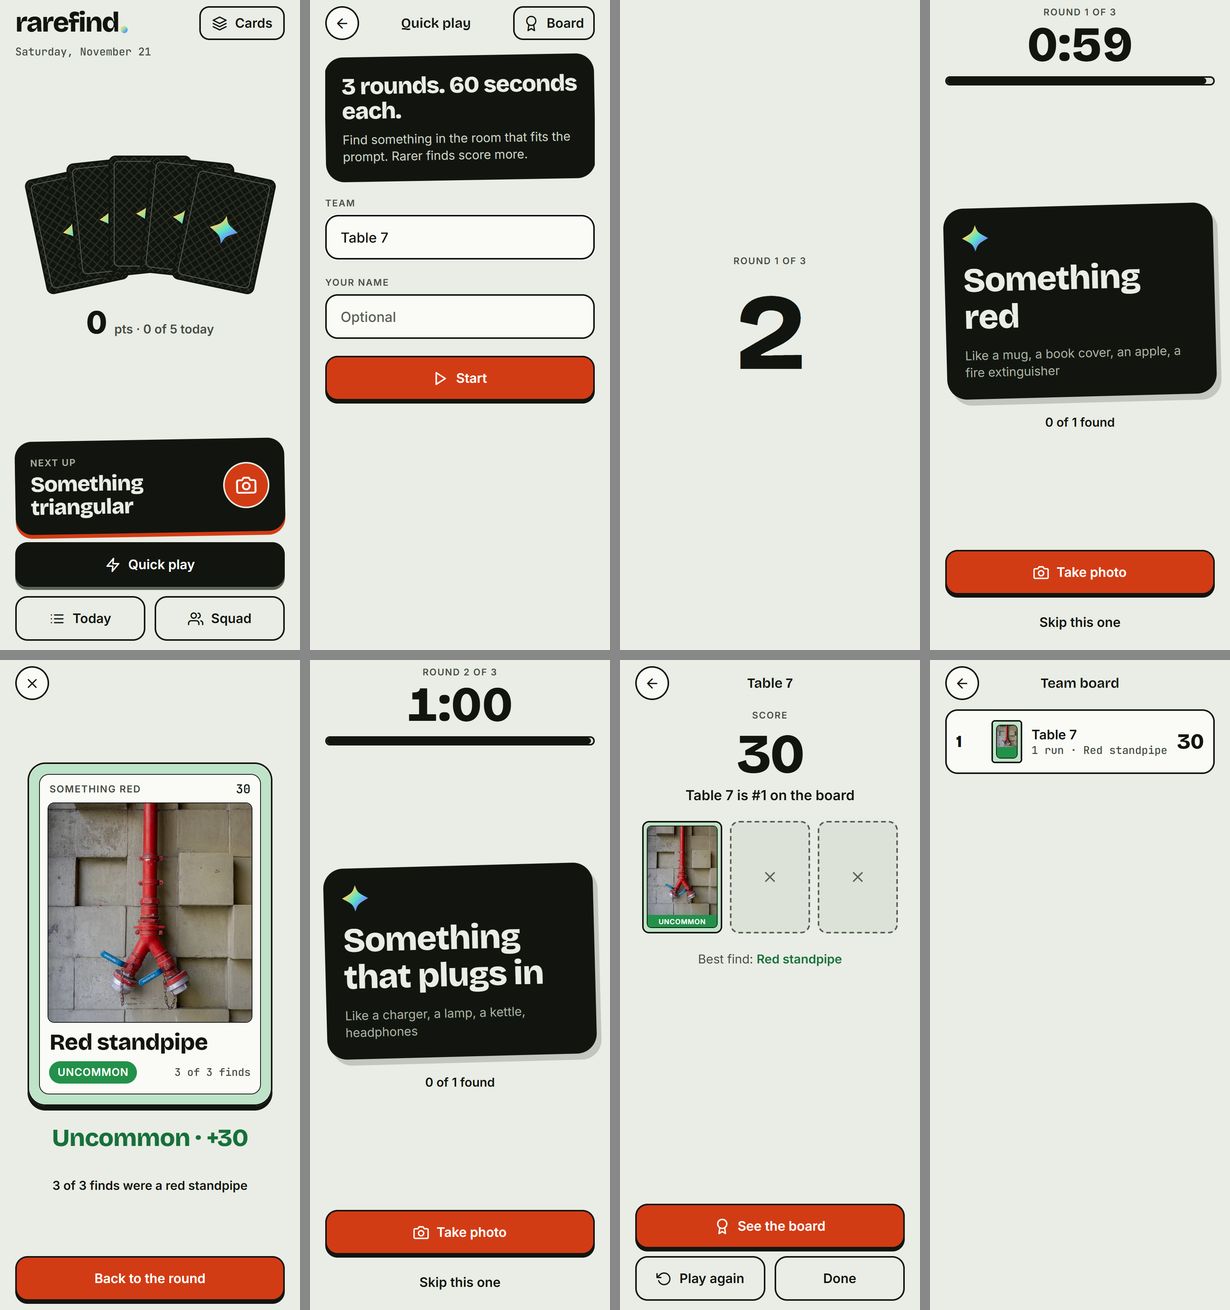 rarefind.
Cards
Saturday, November 21
0 pts · 0 of 5 today
NEXT UP
Something
triangular
Quick play
Today
Squad
Quick play
Board
3 rounds. 60 seconds
each.
Find something in the room that fits the
prompt. Rarer finds score more.
TEAM
Table 7
YOUR NAME
Optional
Start
ROUND 1 OF 3
2
ROUND 1 OF 3
0:59
Something
red
Like a mug, a book cover, an apple, a
fire extinguisher
0 of 1 found
Take photo
Skip this one
SOMETHING RED
30
Red standpipe
UNCOMMON
3 of 3 finds
Uncommon · +30
3 of 3 finds were a red standpipe
Back to the round
ROUND 2 OF 3
1:00
Something
that plugs in
Like a charger, a lamp, a kettle,
headphones
0 of 1 found
Take photo
Skip this one
Table 7
SCORE
30
Table 7 is #1 on the board
UNCOMMON
Best find: Red standpipe
See the board
Play again
Done
Team board
1
Table 7
1 run · Red standpipe
30